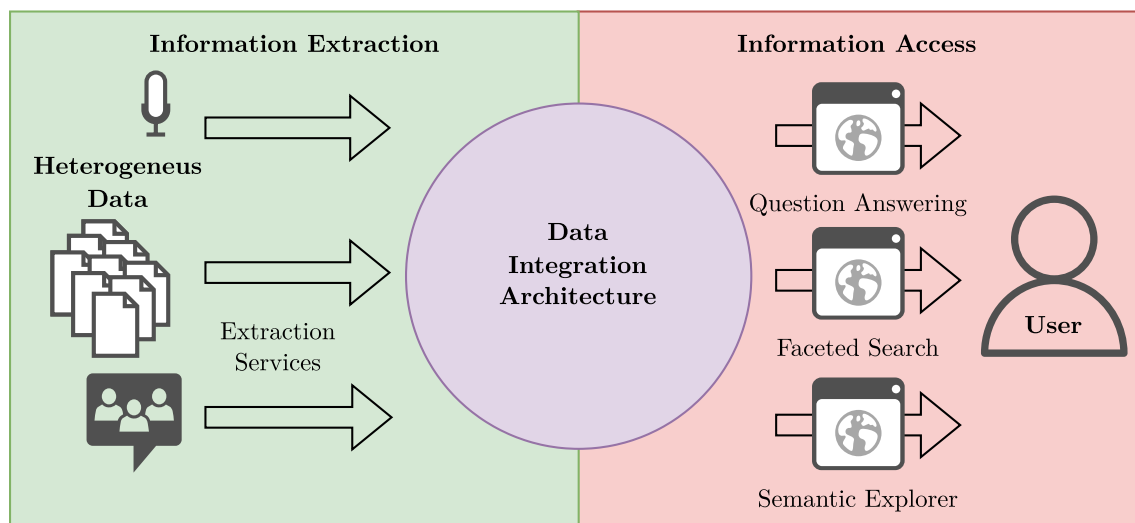 Information Extraction
Heterogeneus
Data
Extraction
Services
Data
Integration
Architecture
Information Access
Question Answering
Faceted Search
Semantic Explorer
User